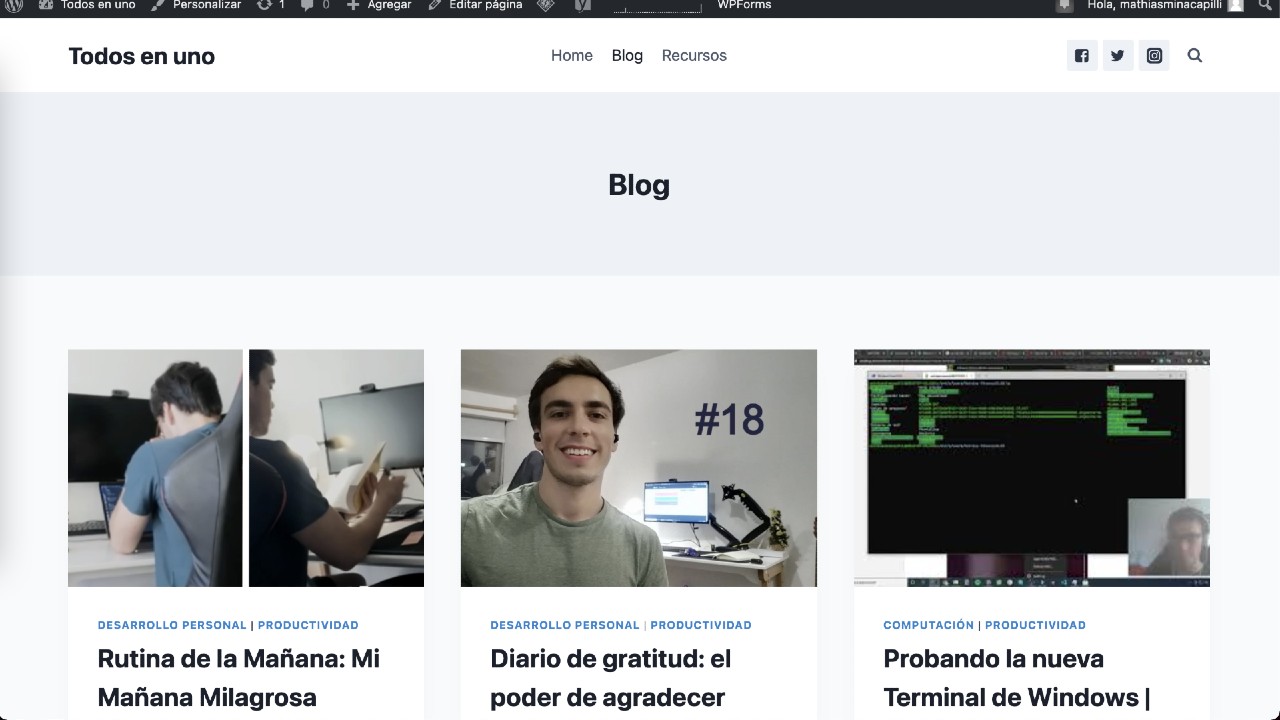 Todos en uno Personalizar 1 0 Agregar Editar página WPForms Hola, mathiasminacapilli
Todos en uno Home Blog Recursos
Blog
#18
DESARROLLO PERSONAL | PRODUCTIVIDAD
Rutina de la Mañana: Mi
Mañana Milagrosa
DESARROLLO PERSONAL | PRODUCTIVIDAD
Diario de gratitud: el
poder de agradecer
COMPUTACIÓN | PRODUCTIVIDAD
Probando la nueva
Terminal de Windows |